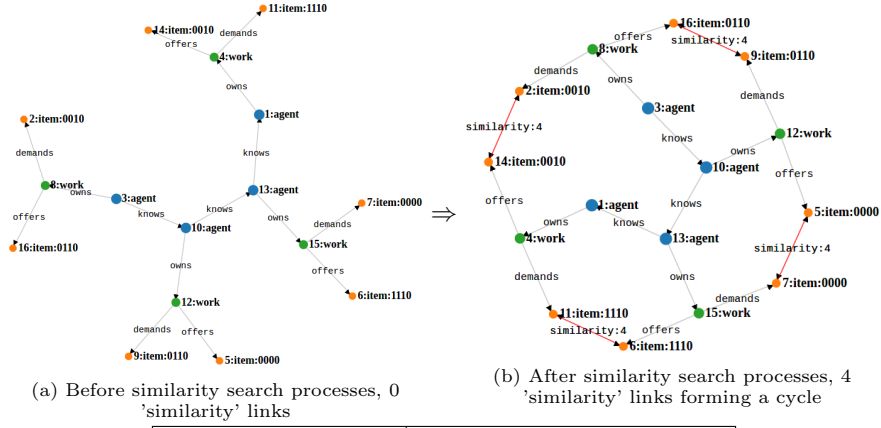 11:item:1110
14:item:0010
demands
offers
4:work
owns
1:agent
2:item:0010
knows
demands
8:work
owns
3:agent
13:agent
7:item:0000
knows
knows
owns
demands
offers
10:agent
15:work
16:item:0110
owns
offers
6:item:1110
12:work
demands
offers
9:item:0110
5:item:0000
(a) Before similarity search processes, 0
'similarity' links
⇒
16:item:0110
offers
similarity:4
8:work
9:item:0110
demands
2:item:0010
demands
3:agent
similarity:4
knows
12:work
owns
14:item:0010
10:agent
offers
offers
1:agent
knows
5:item:0000
owns
knows
4:work
13:agent
similarity:4
demands
owns
7:item:0000
demands
11:item:1110
15:work
similarity:4
offers
6:item:1110
(b) After similarity search processes, 4
'similarity' links forming a cycle